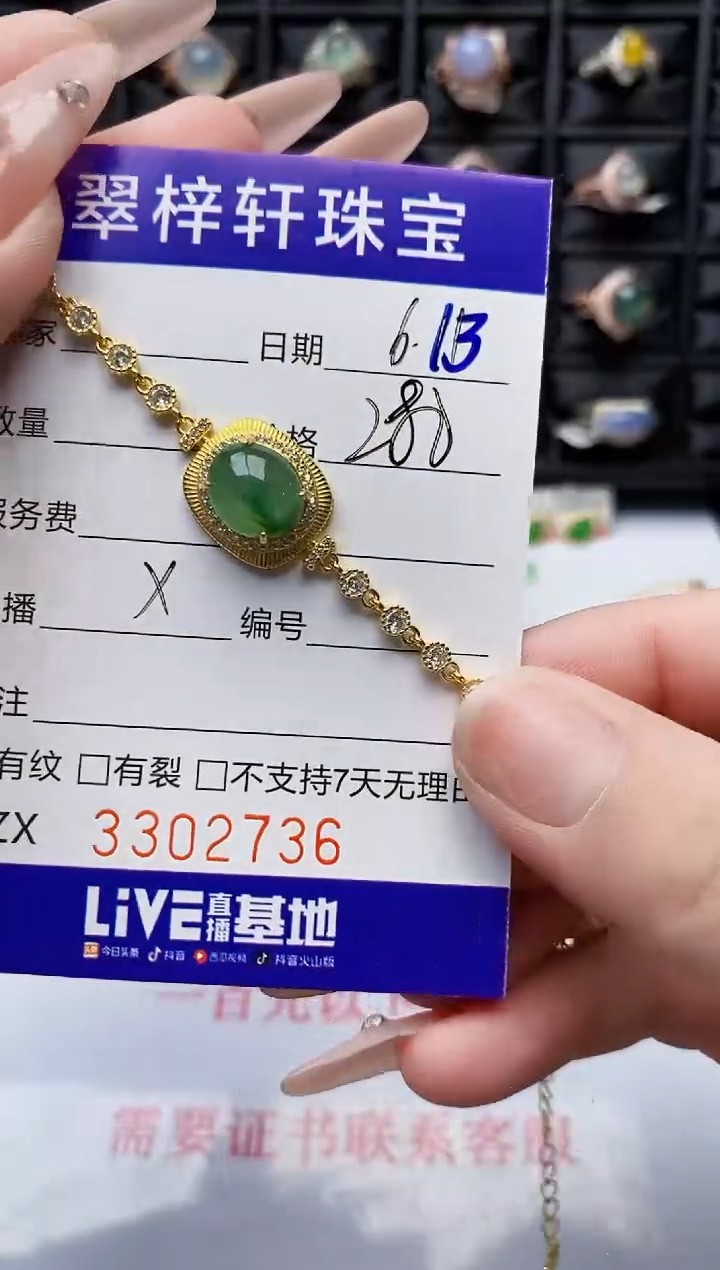 翠梓轩珠宝
家 日期 6.13
数量 格 280
服务费
播 X 编号
注
有纹 □有裂 □不支持7天无理由
ZX 3302736
LiVE直播基地
今日头条 抖音 西瓜视频 抖音火山版
需要证书联系客服